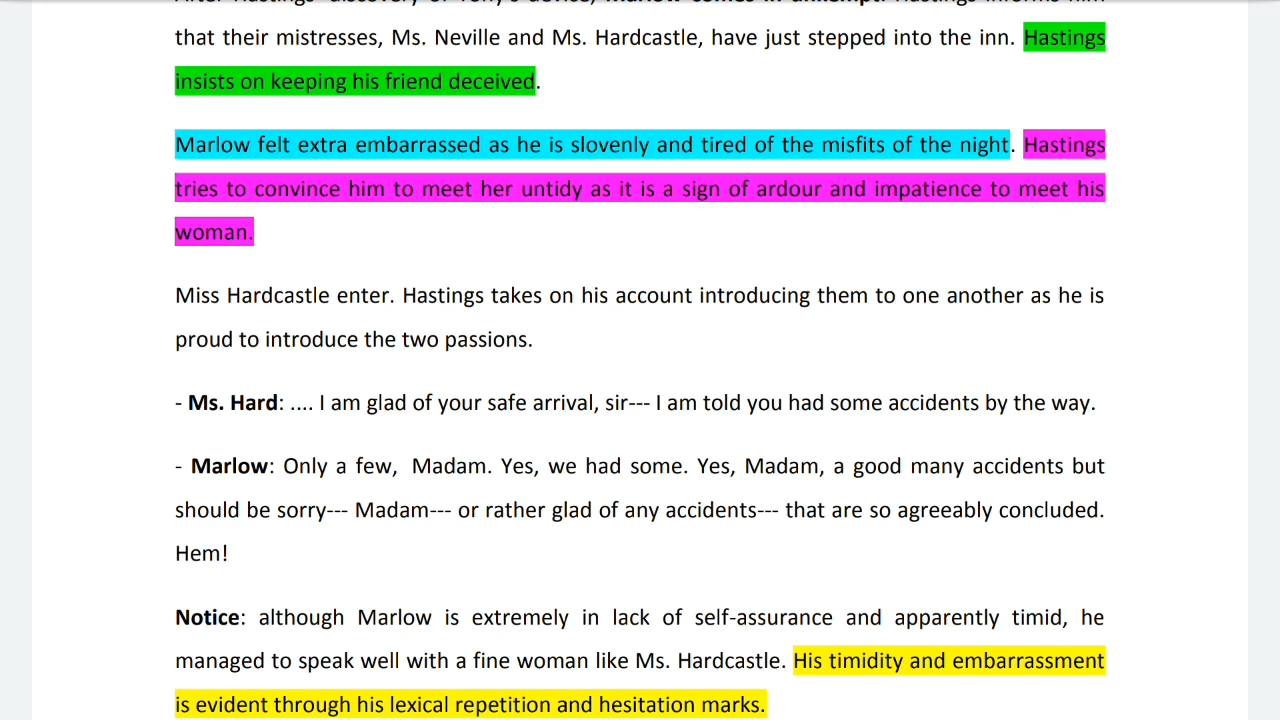 that their mistresses, Ms. Neville and Ms. Hardcastle, have just stepped into the inn. Hastings
insists on keeping his friend deceived.
Marlow felt extra embarrassed as he is slovenly and tired of the misfits of the night. Hastings
tries to convince him to meet her untidy as it is a sign of ardour and impatience to meet his
woman.
Miss Hardcastle enter. Hastings takes on his account introducing them to one another as he is
proud to introduce the two passions.
- Ms. Hard: .... I am glad of your safe arrival, sir--- I am told you had some accidents by the way.
- Marlow: Only a few,  Madam. Yes, we had some. Yes, Madam, a good many accidents but
should be sorry--- Madam--- or rather glad of any accidents--- that are so agreeably concluded.
Hem!
Notice: although Marlow is extremely in lack of self-assurance and apparently timid, he
managed to speak well with a fine woman like Ms. Hardcastle. His timidity and embarrassment
is evident through his lexical repetition and hesitation marks.